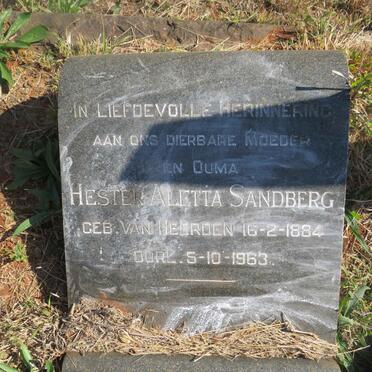 IN LIEFDEVOLLE HERINNERING
AAN ONS DIERBARE MOEDER
EN OUMA
HESTER ALETTA SANDBERG
GEB. VAN HEERDEN 16-2-1884
OORL. 5-10-1963.